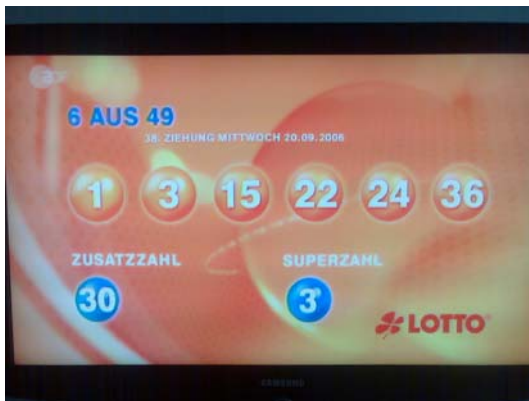 ZDF
6 AUS 49
38. ZIEHUNG MITTWOCH 20.09.2006
1 3 15 22 24 36
ZUSATZZAHL SUPERZAHL
30 3
LOTTO
SAMSUNG